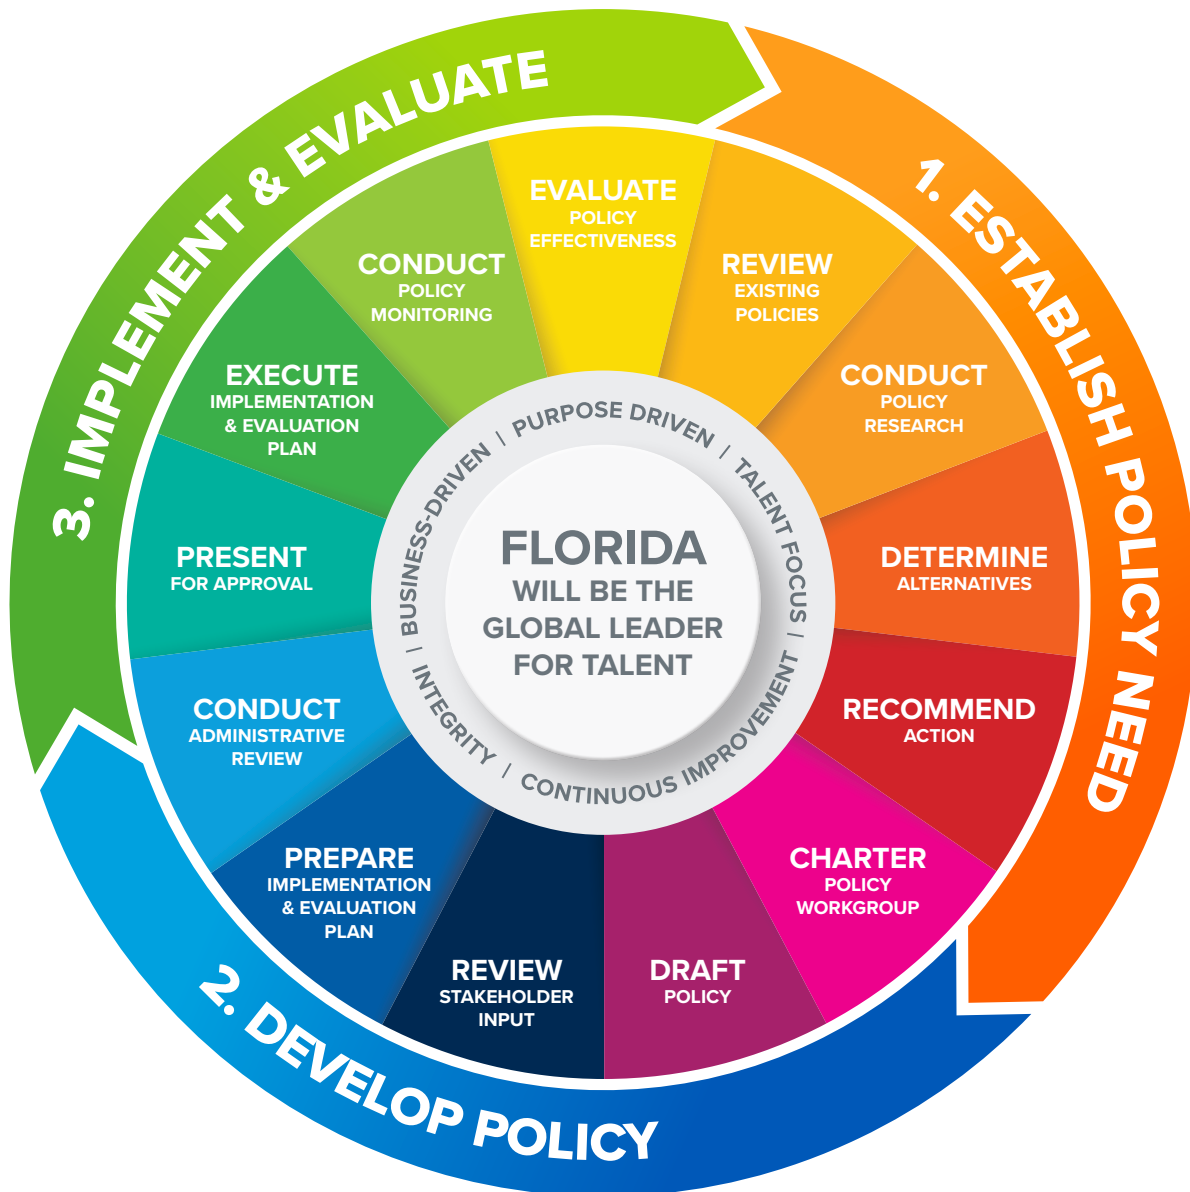 1. ESTABLISH POLICY NEED
REVIEW
EXISTING
POLICIES
CONDUCT
POLICY
RESEARCH
DETERMINE
ALTERNATIVES
RECOMMEND
ACTION
2. DEVELOP POLICY
CHARTER
POLICY
WORKGROUP
DRAFT
POLICY
REVIEW
STAKEHOLDER
INPUT
PREPARE
IMPLEMENTATION
& EVALUATION
PLAN
CONDUCT
ADMINISTRATIVE
REVIEW
PRESENT
FOR APPROVAL
3. IMPLEMENT & EVALUATE
EXECUTE
IMPLEMENTATION
& EVALUATION
PLAN
CONDUCT
POLICY
MONITORING
EVALUATE
POLICY
EFFECTIVENESS
PURPOSE DRIVEN | TALENT FOCUS | CONTINUOUS IMPROVEMENT | INTEGRITY | BUSINESS-DRIVEN |
FLORIDA
WILL BE THE
GLOBAL LEADER
FOR TALENT